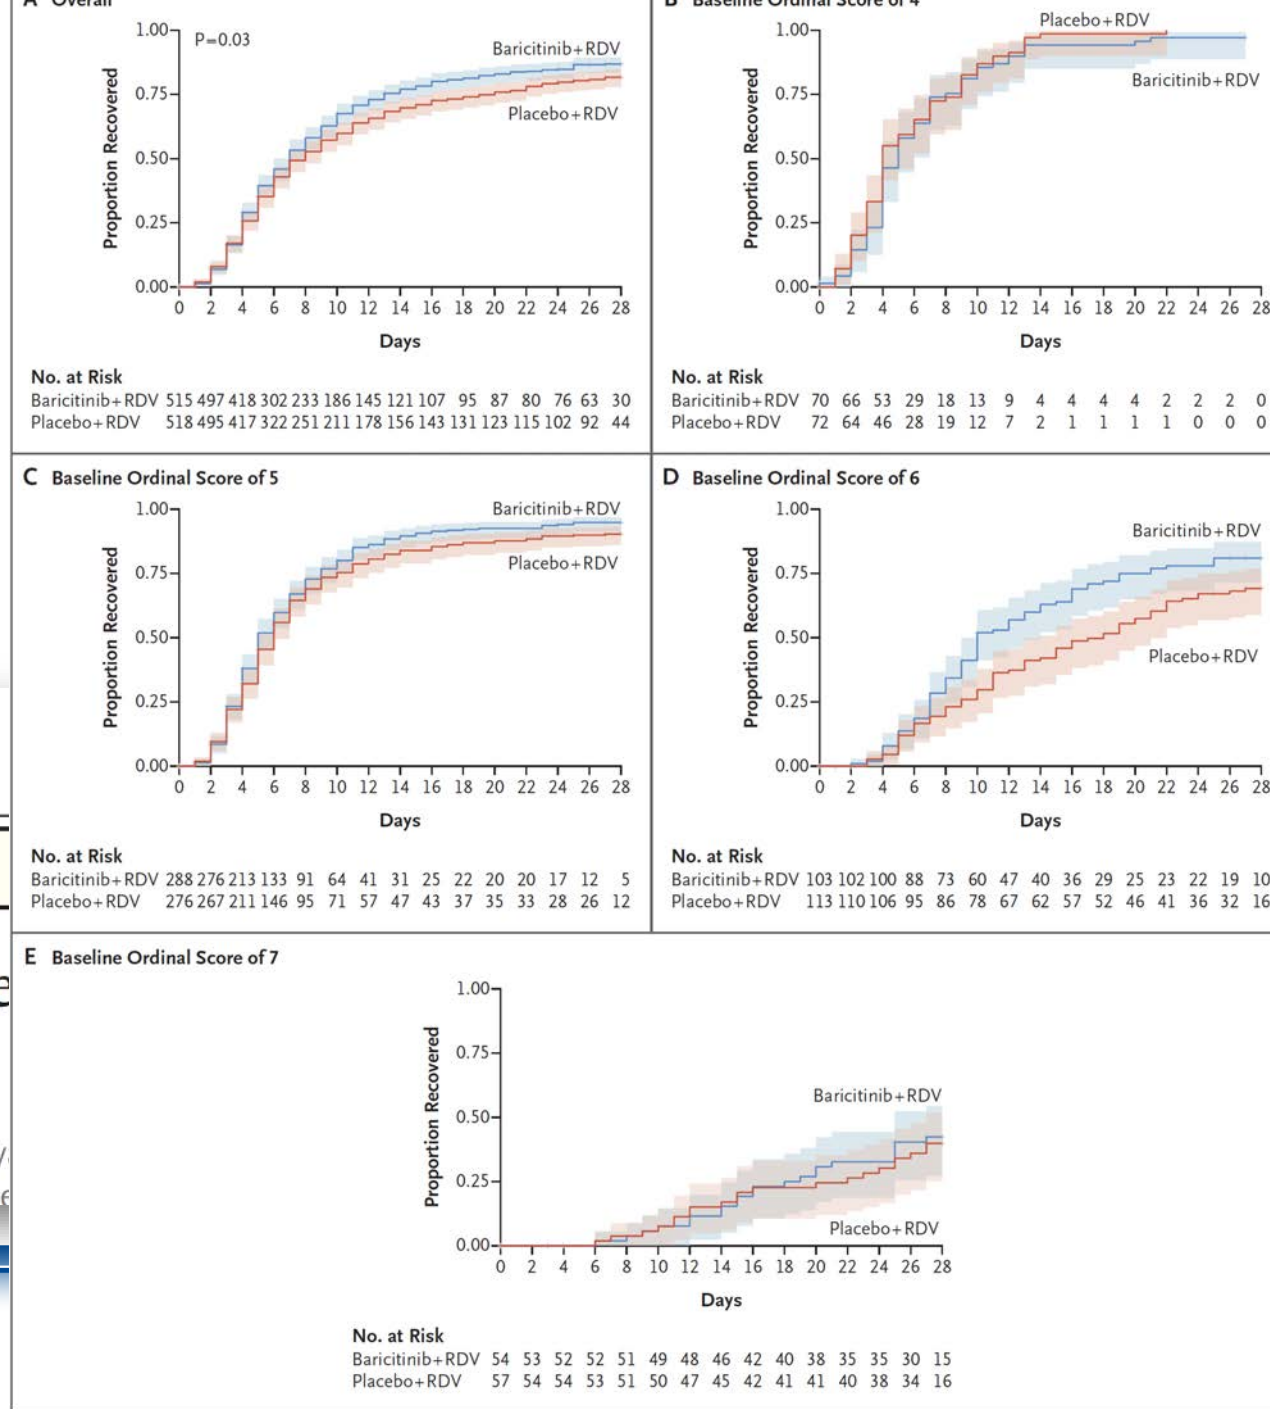 A Overall
P=0.03
Baricitinib+RDV
Placebo+RDV
Proportion Recovered
1.00
0.75
0.50
0.25
0.00
0 2 4 6 8 10 12 14 16 18 20 22 24 26 28
Days
No. at Risk
Baricitinib+RDV 515 497 418 302 233 186 145 121 107 95 87 80 76 63 30
Placebo+RDV 518 495 417 322 251 211 178 156 143 131 123 115 102 92 44
B Baseline Ordinal Score of 4
Placebo+RDV
Baricitinib+RDV
Proportion Recovered
1.00
0.75
0.50
0.25
0.00
0 2 4 6 8 10 12 14 16 18 20 22 24 26 28
Days
No. at Risk
Baricitinib+RDV 70 66 53 29 18 13 9 4 4 4 4 2 2 2 0
Placebo+RDV 72 64 46 28 19 12 7 2 1 1 1 1 0 0 0
C Baseline Ordinal Score of 5
Baricitinib+RDV
Placebo+RDV
Proportion Recovered
1.00
0.75
0.50
0.25
0.00
0 2 4 6 8 10 12 14 16 18 20 22 24 26 28
Days
No. at Risk
Baricitinib+RDV 288 276 213 133 91 64 41 31 25 22 20 20 17 12 5
Placebo+RDV 276 267 211 146 95 71 57 47 43 37 35 33 28 26 12
D Baseline Ordinal Score of 6
Baricitinib+RDV
Placebo+RDV
Proportion Recovered
1.00
0.75
0.50
0.25
0.00
0 2 4 6 8 10 12 14 16 18 20 22 24 26 28
Days
No. at Risk
Baricitinib+RDV 103 102 100 88 73 60 47 40 36 29 25 23 22 19 10
Placebo+RDV 113 110 106 95 86 78 67 62 57 52 46 41 36 32 16
E Baseline Ordinal Score of 7
Baricitinib+RDV
Placebo+RDV
Proportion Recovered
1.00
0.75
0.50
0.25
0.00
0 2 4 6 8 10 12 14 16 18 20 22 24 26 28
Days
No. at Risk
Baricitinib+RDV 54 53 52 52 51 49 48 46 42 40 38 35 35 30 15
Placebo+RDV 57 54 54 53 51 50 47 45 42 41 41 40 38 34 16